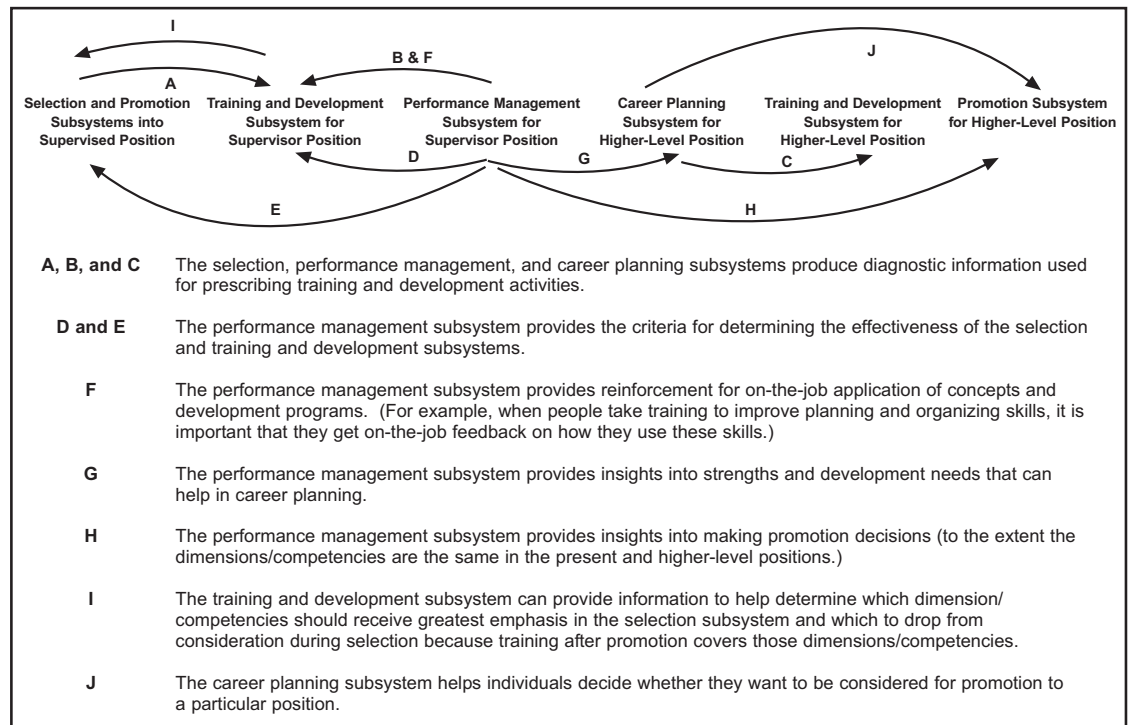 I
J
B & F
A
Selection and Promotion
Subsystems into
Supervised Position
Training and Development
Subsystem for
Supervisor Position
Performance Management
Subsystem for
Supervisor Position
Career Planning
Subsystem for
Higher-Level Position
Training and Development
Subsystem for
Higher-Level Position
Promotion Subsystem
for Higher-Level Position
D
G
C
E
H
A, B, and C The selection, performance management, and career planning subsystems produce diagnostic information used
for prescribing training and development activities.
D and E The performance management subsystem provides the criteria for determining the effectiveness of the selection
and training and development subsystems.
F The performance management subsystem provides reinforcement for on-the-job application of concepts and
development programs. (For example, when people take training to improve planning and organizing skills, it is
important that they get on-the-job feedback on how they use these skills.)
G The performance management subsystem provides insights into strengths and development needs that can
help in career planning.
H The performance management subsystem provides insights into making promotion decisions (to the extent the
dimensions/competencies are the same in the present and higher-level positions.)
I The training and development subsystem can provide information to help determine which dimension/
competencies should receive greatest emphasis in the selection subsystem and which to drop from
consideration during selection because training after promotion covers those dimensions/competencies.
J The career planning subsystem helps individuals decide whether they want to be considered for promotion to
a particular position.